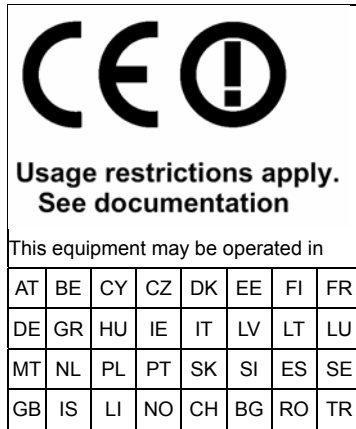 CE
Usage restrictions apply.
See documentation
This equipment may be operated in
AT BE CY CZ DK EE FI FR
DE GR HU IE IT LV LT LU
MT NL PL PT SK SI ES SE
GB IS LI NO CH BG RO TR